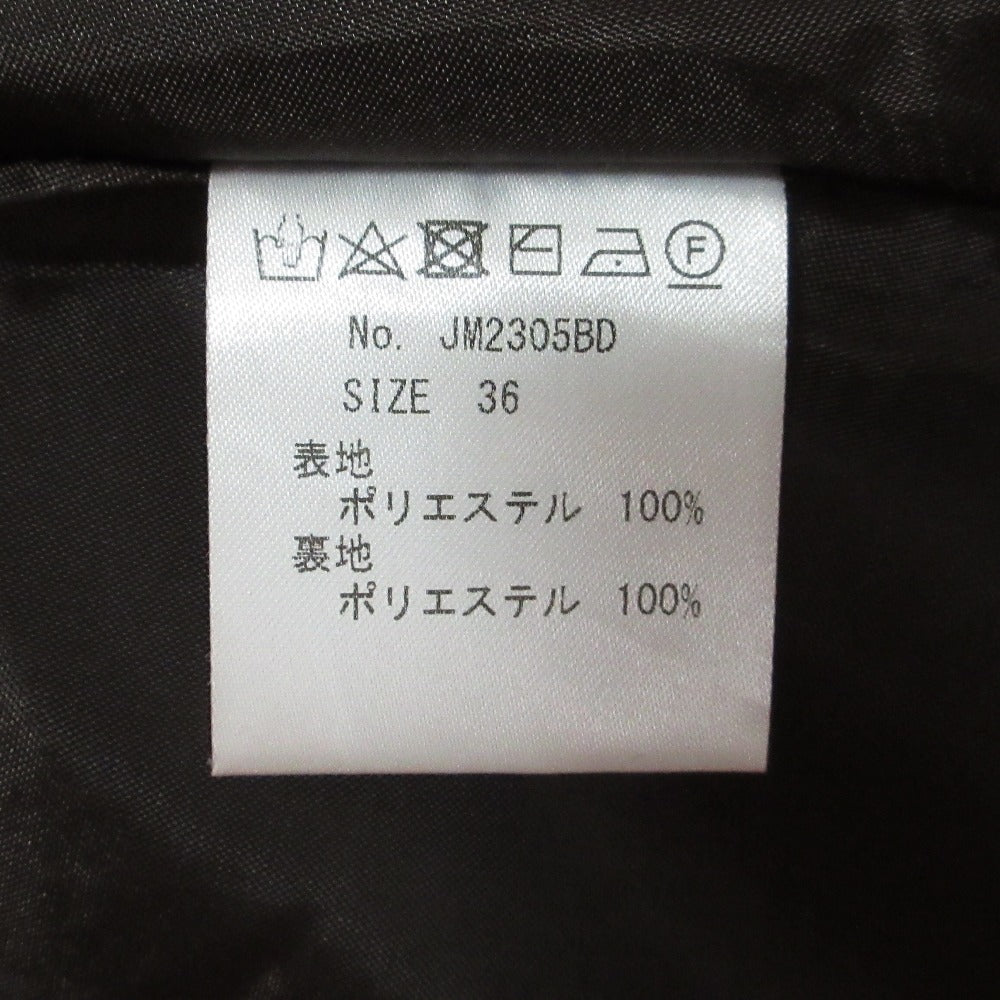 F
No. JM2305BD
SIZE 36
表地
ポリエステル 100%
裏地
ポリエステル 100%